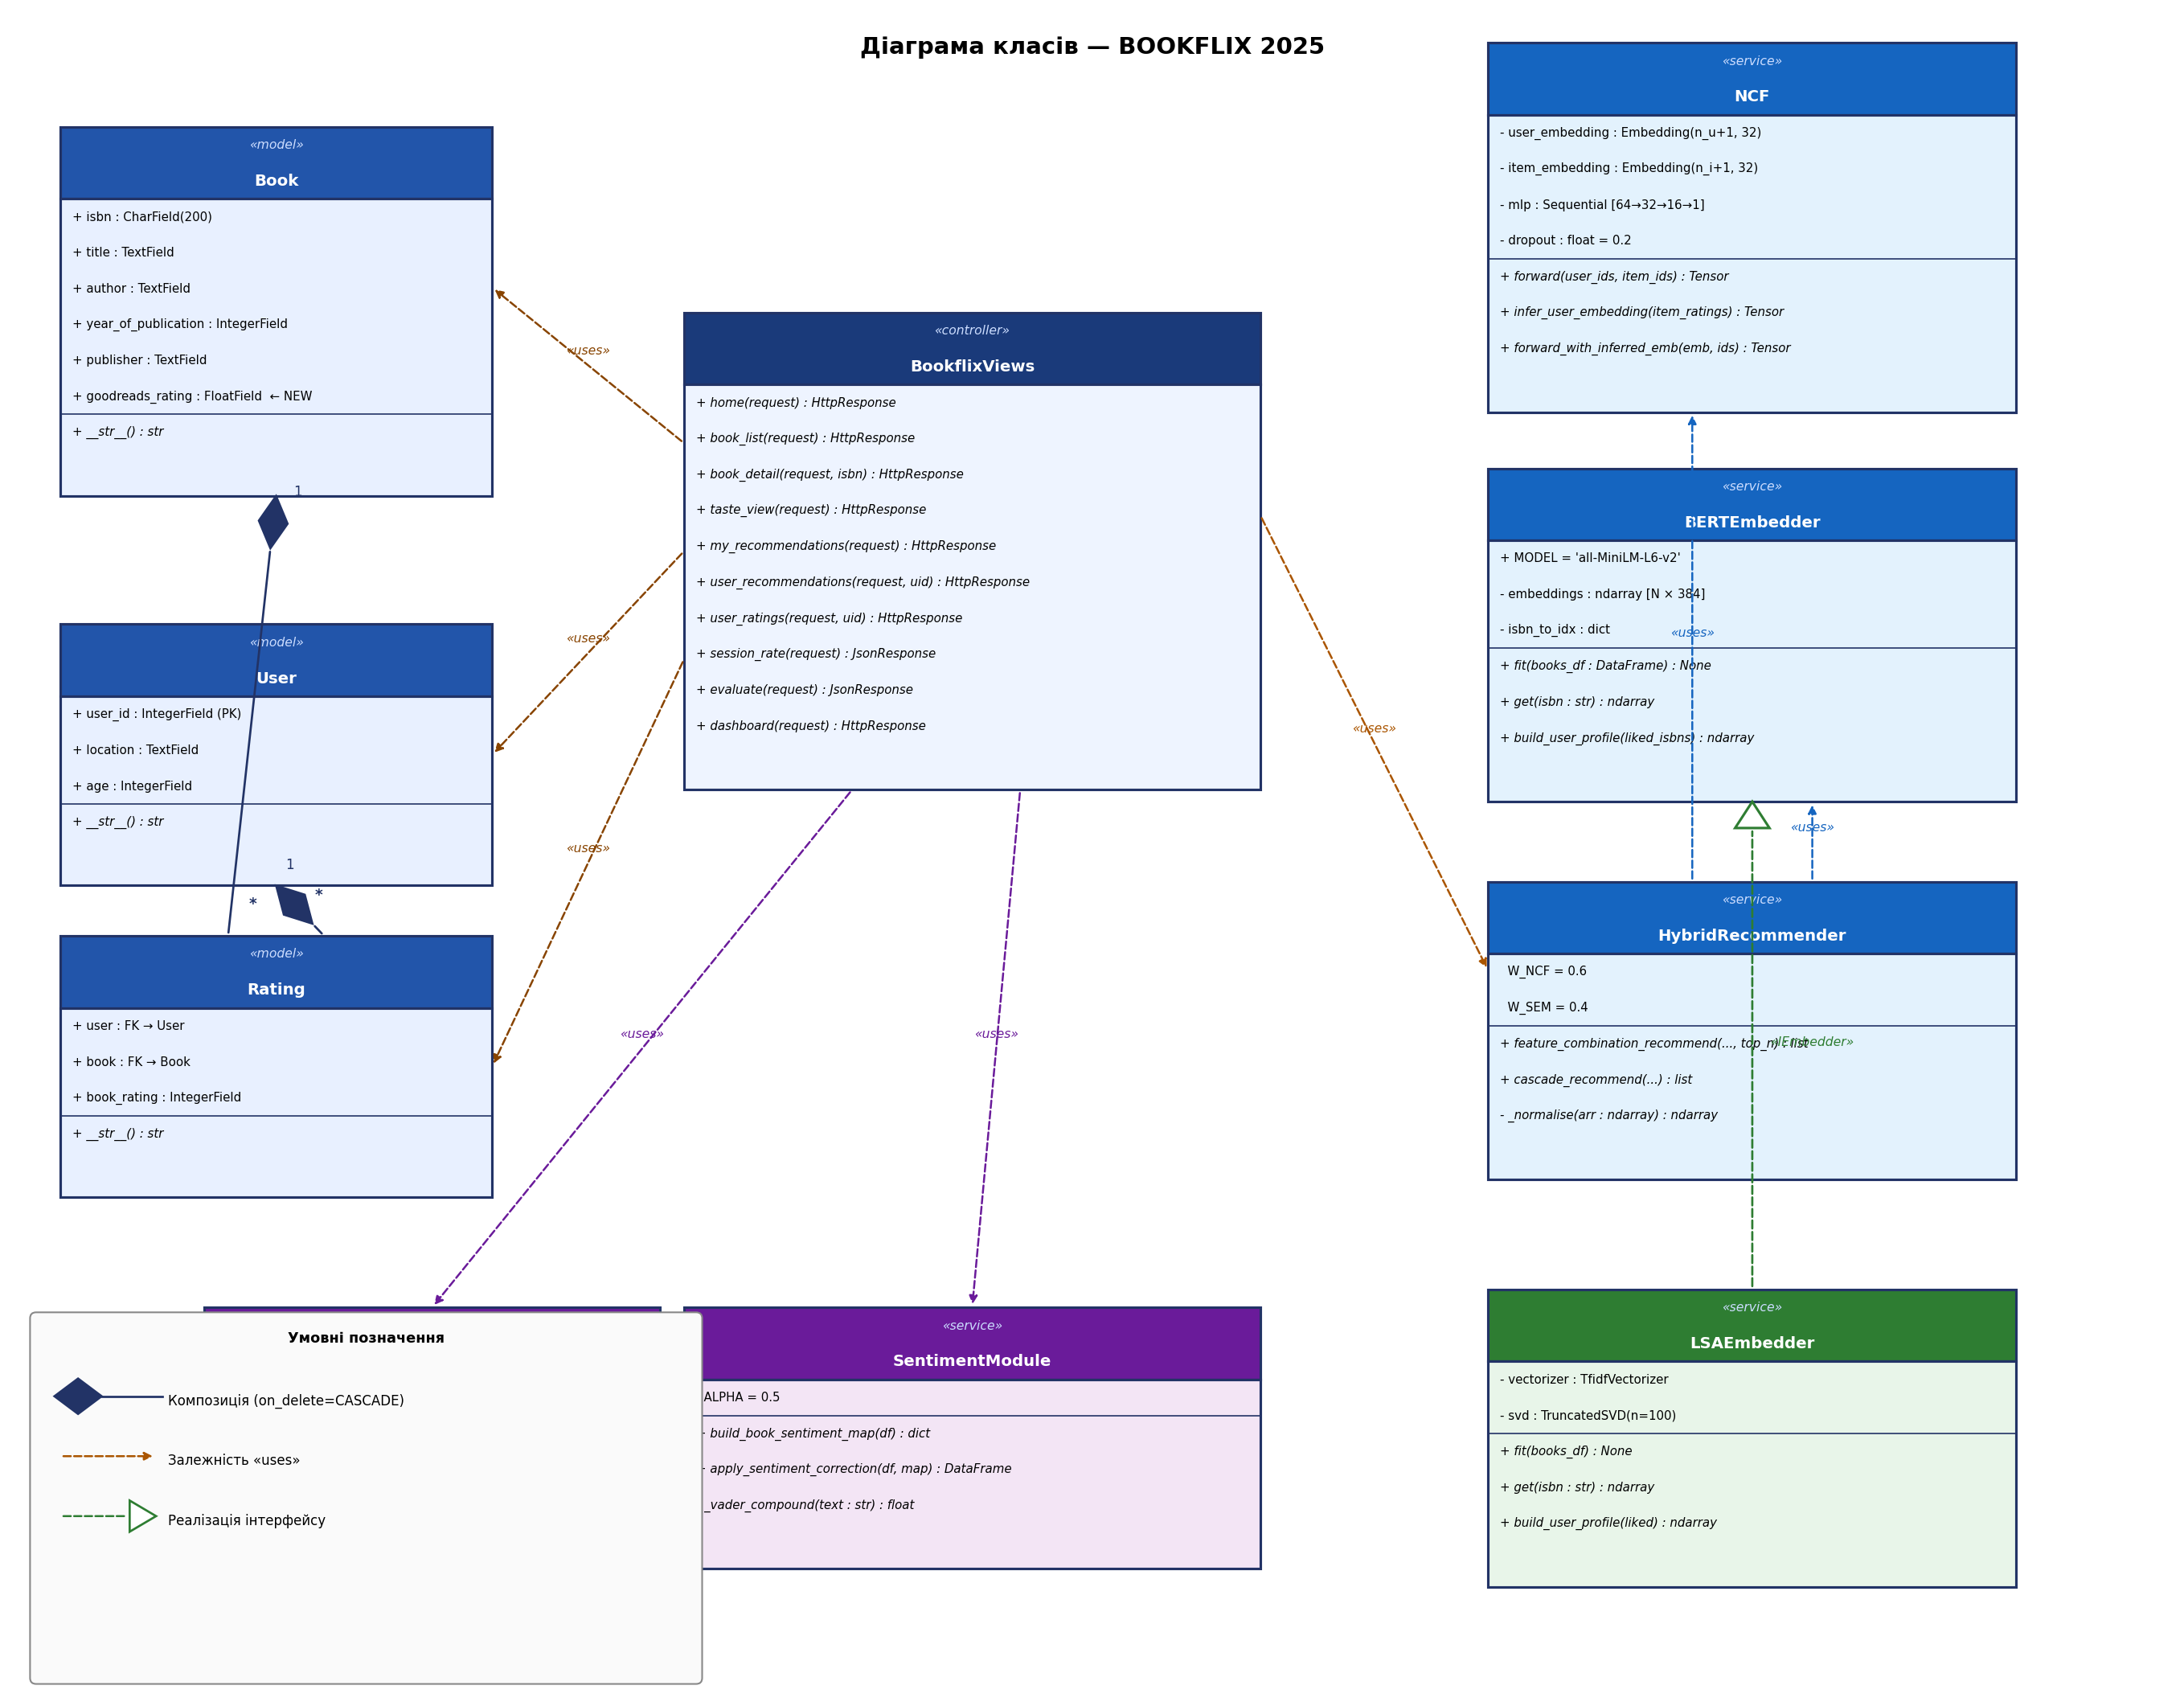 Діаграма класів — BOOKFLIX 2025
«model»
Book
+ isbn : CharField(200)
+ title : TextField
+ author : TextField
+ year_of_publication : IntegerField
+ publisher : TextField
+ goodreads_rating : FloatField ← NEW
+ __str__() : str
1
«model»
User
+ user_id : IntegerField (PK)
+ location : TextField
+ age : IntegerField
+ __str__() : str
1
*
*
«model»
Rating
+ user : FK → User
+ book : FK → Book
+ book_rating : IntegerField
+ __str__() : str
«uses»
«uses»
«uses»
«controller»
BookflixViews
+ home(request) : HttpResponse
+ book_list(request) : HttpResponse
+ book_detail(request, isbn) : HttpResponse
+ taste_view(request) : HttpResponse
+ my_recommendations(request) : HttpResponse
+ user_recommendations(request, uid) : HttpResponse
+ user_ratings(request, uid) : HttpResponse
+ session_rate(request) : JsonResponse
+ evaluate(request) : JsonResponse
+ dashboard(request) : HttpResponse
«uses»
«uses»
«uses»
«service»
NCF
- user_embedding : Embedding(n_u+1, 32)
- item_embedding : Embedding(n_i+1, 32)
- mlp : Sequential [64→32→16→1]
- dropout : float = 0.2
+ forward(user_ids, item_ids) : Tensor
+ infer_user_embedding(item_ratings) : Tensor
+ forward_with_inferred_emb(emb, ids) : Tensor
«service»
BERTEmbedder
+ MODEL = 'all-MiniLM-L6-v2'
- embeddings : ndarray [N × 384]
- isbn_to_idx : dict
«uses»
+ fit(books_df : DataFrame) : None
+ get(isbn : str) : ndarray
+ build_user_profile(liked_isbns) : ndarray
«uses»
«service»
HybridRecommender
W_NCF = 0.6
W_SEM = 0.4
+ feature_combination_recommend(..., top_n) : list
«IEmbedder»
+ cascade_recommend(...) : list
- _normalise(arr : ndarray) : ndarray
«service»
LSAEmbedder
- vectorizer : TfidfVectorizer
- svd : TruncatedSVD(n=100)
+ fit(books_df) : None
+ get(isbn : str) : ndarray
+ build_user_profile(liked) : ndarray
«service»
SentimentModule
ALPHA = 0.5
build_book_sentiment_map(df) : dict
apply_sentiment_correction(df, map) : DataFrame
_vader_compound(text : str) : float
Умовні позначення
Композиція (on_delete=CASCADE)
Залежність «uses»
Реалізація інтерфейсу